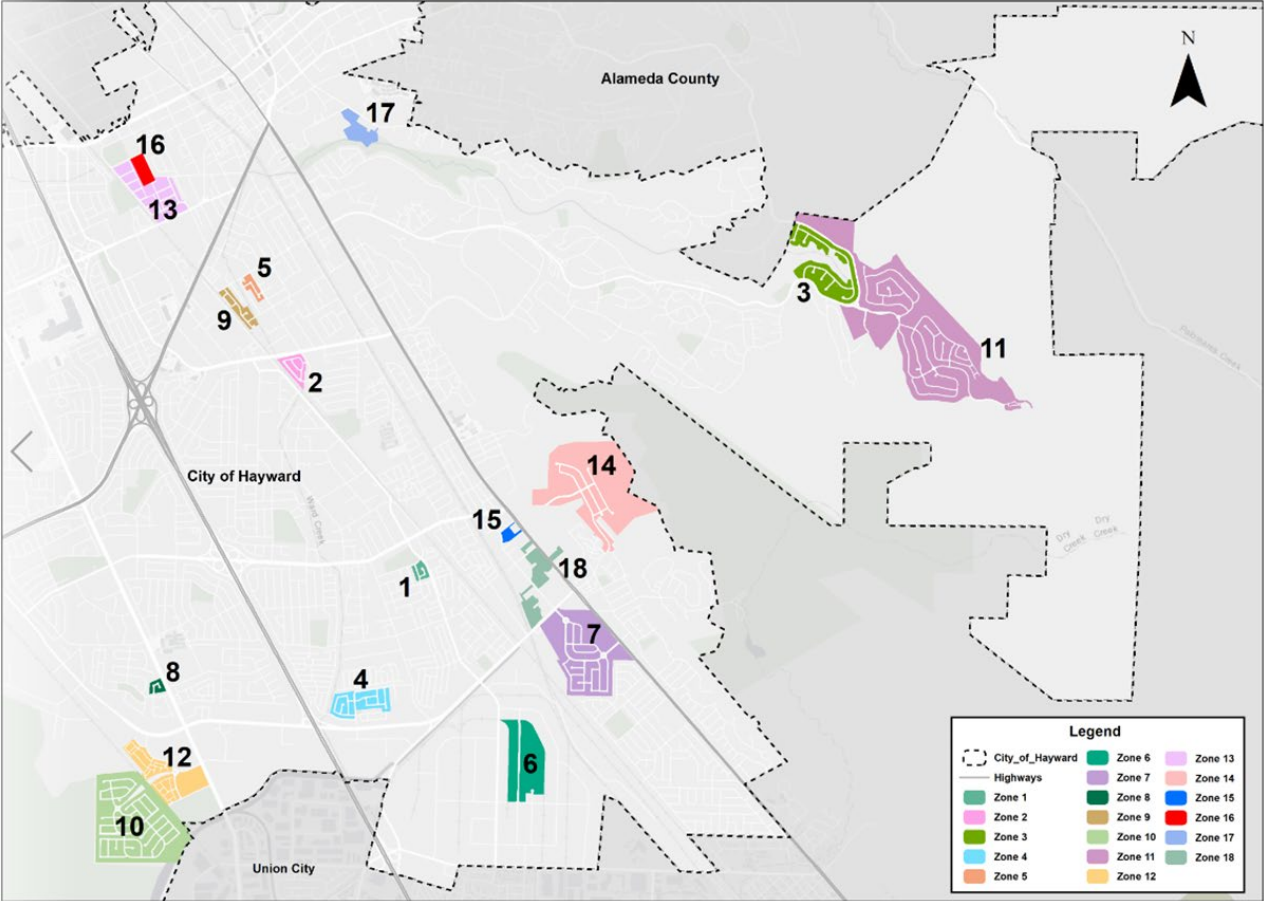 Alameda County
N
17
16
13
5
3
9
11
2
Palomares Creek
14
City of Hayward
Ward Creek
15
Dry Creek
Dry Creek
18
1
7
8
4
12
6
10
Union City
Legend
City_of_Hayward
Highways
Zone 1
Zone 2
Zone 3
Zone 4
Zone 5
Zone 6
Zone 7
Zone 8
Zone 9
Zone 10
Zone 11
Zone 12
Zone 13
Zone 14
Zone 15
Zone 16
Zone 17
Zone 18